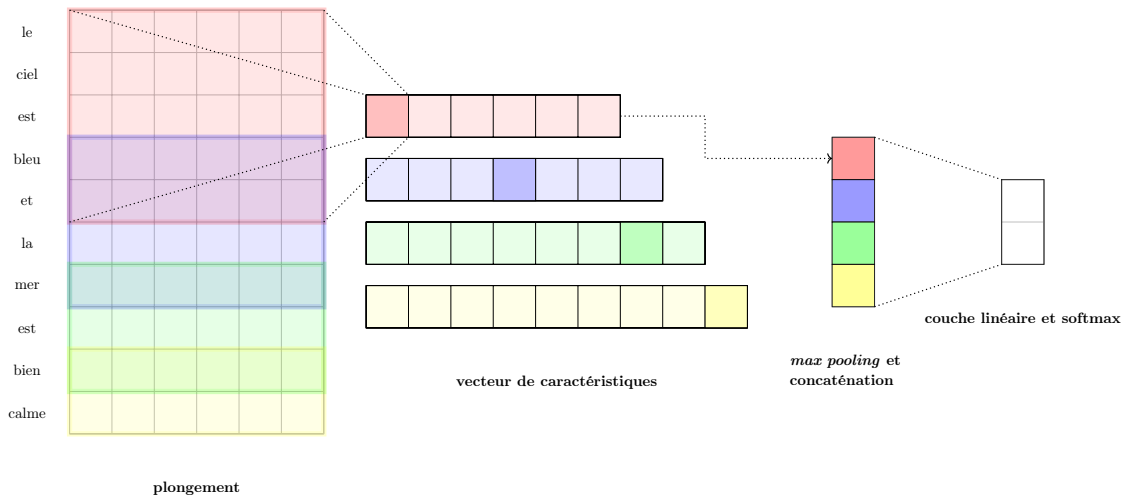 le
ciel
est
bleu
et
la
mer
est
bien
calme
plongement
vecteur de caractéristiques
max pooling et
concaténation
couche linéaire et softmax